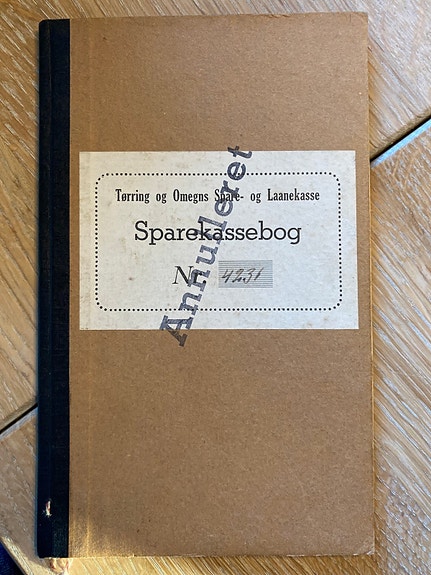 Tørring og Omegns Spare- og Laanekasse
Sparekassebog
Nr. 4231
Annulleret